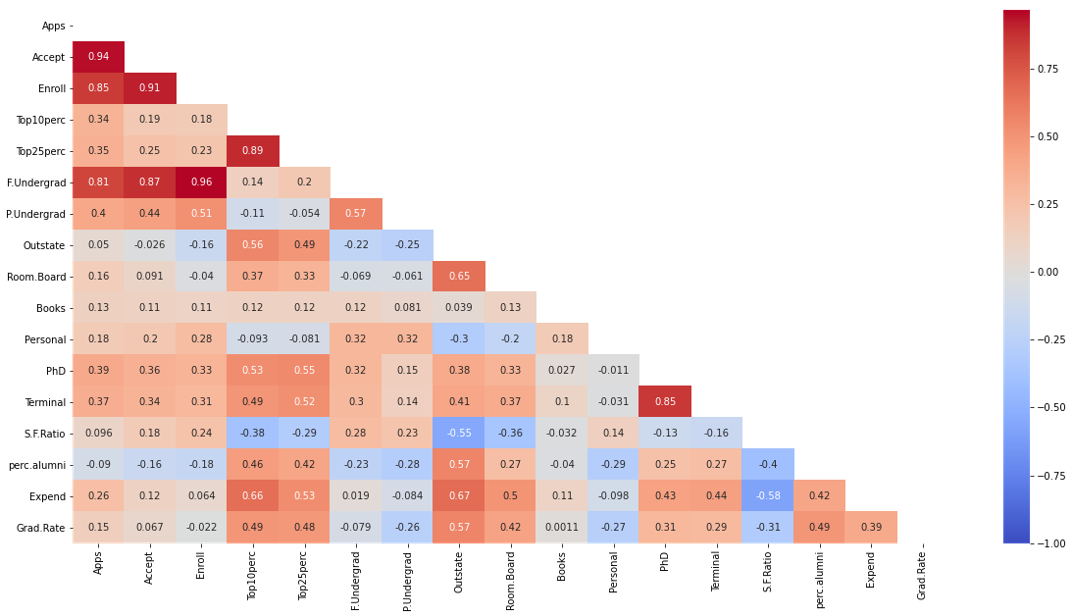 Apps
Accept 0.94
Enroll 0.85 0.91
Top10perc 0.34 0.19 0.18
Top25perc 0.35 0.25 0.23 0.89
F.Undergrad 0.81 0.87 0.96 0.14 0.2
P.Undergrad 0.4 0.44 0.51 -0.11 -0.054 0.57
Outstate 0.05 -0.026 -0.16 0.56 0.49 -0.22 -0.25
Room.Board 0.16 0.091 -0.04 0.37 0.33 -0.069 -0.061 0.65
Books 0.13 0.11 0.11 0.12 0.12 0.12 0.081 0.039 0.13
Personal 0.18 0.2 0.28 -0.093 -0.081 0.32 0.32 -0.3 -0.2 0.18
PhD 0.39 0.36 0.33 0.53 0.55 0.32 0.15 0.38 0.33 0.027 -0.011
Terminal 0.37 0.34 0.31 0.49 0.52 0.3 0.14 0.41 0.37 0.1 -0.031 0.85
S.F.Ratio 0.096 0.18 0.24 -0.38 -0.29 0.28 0.23 -0.55 -0.36 -0.032 0.14 -0.13 -0.16
perc.alumni -0.09 -0.16 -0.18 0.46 0.42 -0.23 -0.28 0.57 0.27 -0.04 -0.29 0.25 0.27 -0.4
Expend 0.26 0.12 0.064 0.66 0.53 0.019 -0.084 0.67 0.5 0.11 -0.098 0.43 0.44 -0.58 0.42
Grad.Rate 0.15 0.067 -0.022 0.49 0.48 -0.079 -0.26 0.57 0.42 0.0011 -0.27 0.31 0.29 -0.31 0.49 0.39
Apps Accept Enroll Top10perc Top25perc F.Undergrad P.Undergrad Outstate Room.Board Books Personal PhD Terminal S.F.Ratio perc.alumni Expend Grad.Rate
0.75
0.50
0.25
0.00
−0.25
−0.50
−0.75
−1.00